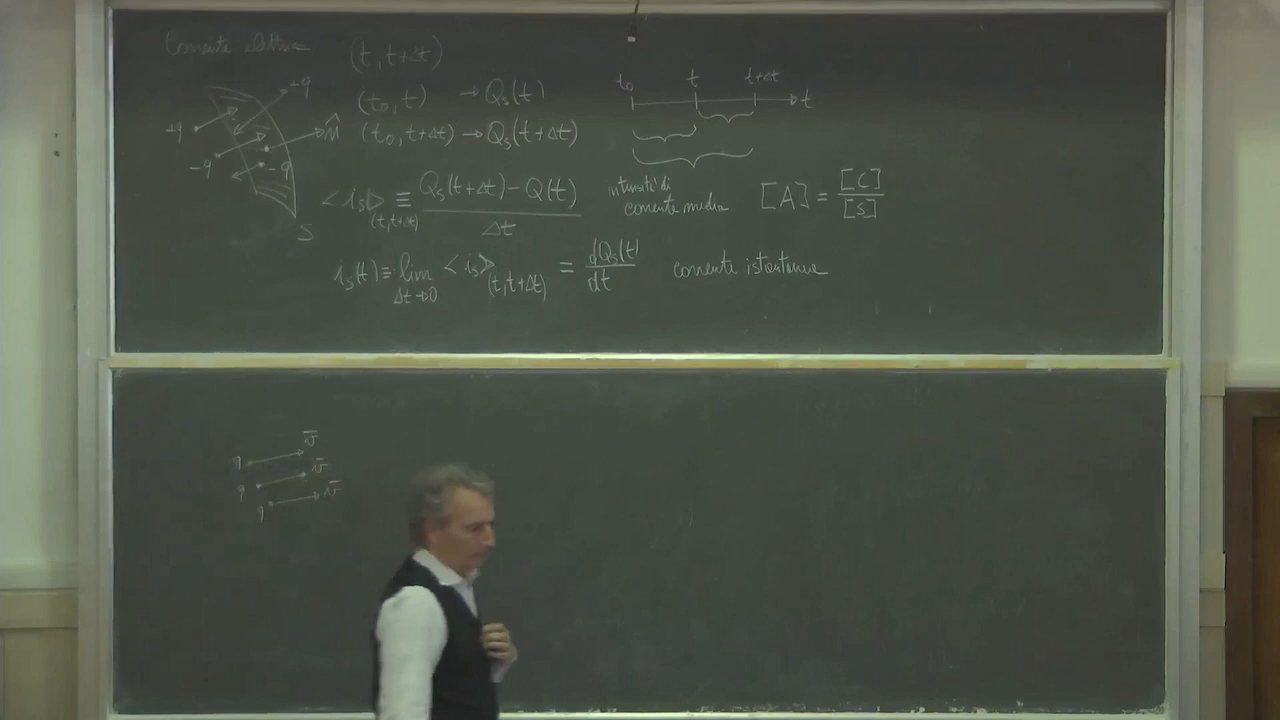 Corrente elettrica (t, t+Δt)
(t₀, t) → Q_s(t)
(t₀, t+Δt) → Q_s(t+Δt)
t₀ t t+Δt t
+q -q
n̂
-q -q
S
<i_s>_(t, t+Δt) ≡ (Q_s(t+Δt) - Q(t)) / Δt intensità di corrente media [A] = [C]/[s]
i_s(t) ≡ lim_(Δt→0) <i_s>_(t, t+Δt) = dQ_s(t)/dt corrente istantanea
q v̅
q v̅
q v̅